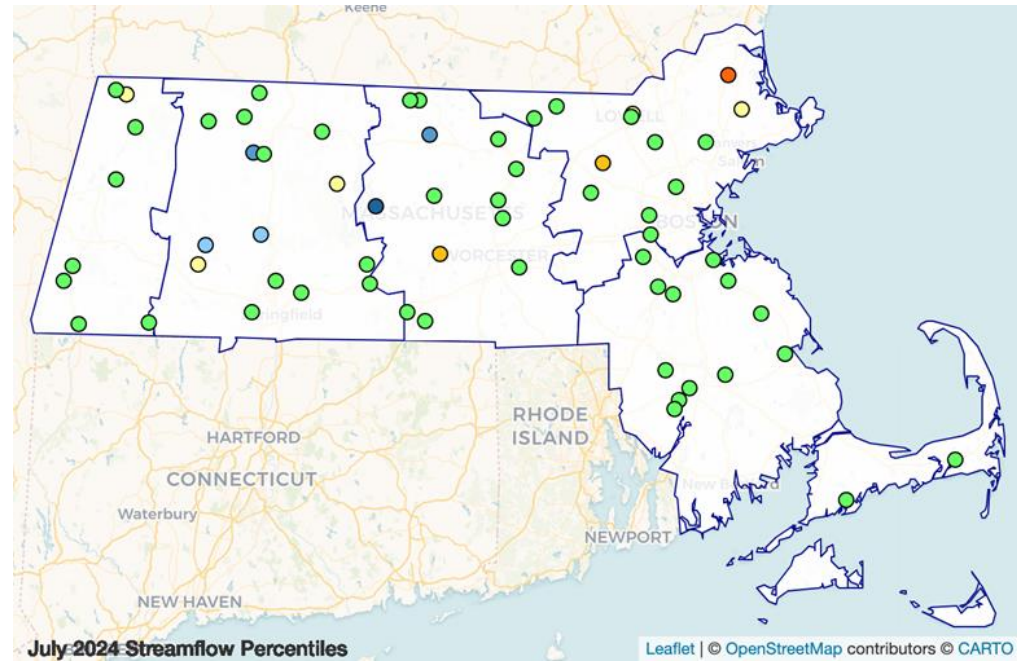 Keene
LOWELL
Salem
MASSACHUSETTS
BOSTON
WORCESTER
Springfield
RHODE
ISLAND
HARTFORD
CONNECTICUT
Waterbury
New Bedford
NEWPORT
NEW HAVEN
July 2024 Streamflow Percentiles
Leaflet | © OpenStreetMap contributors © CARTO